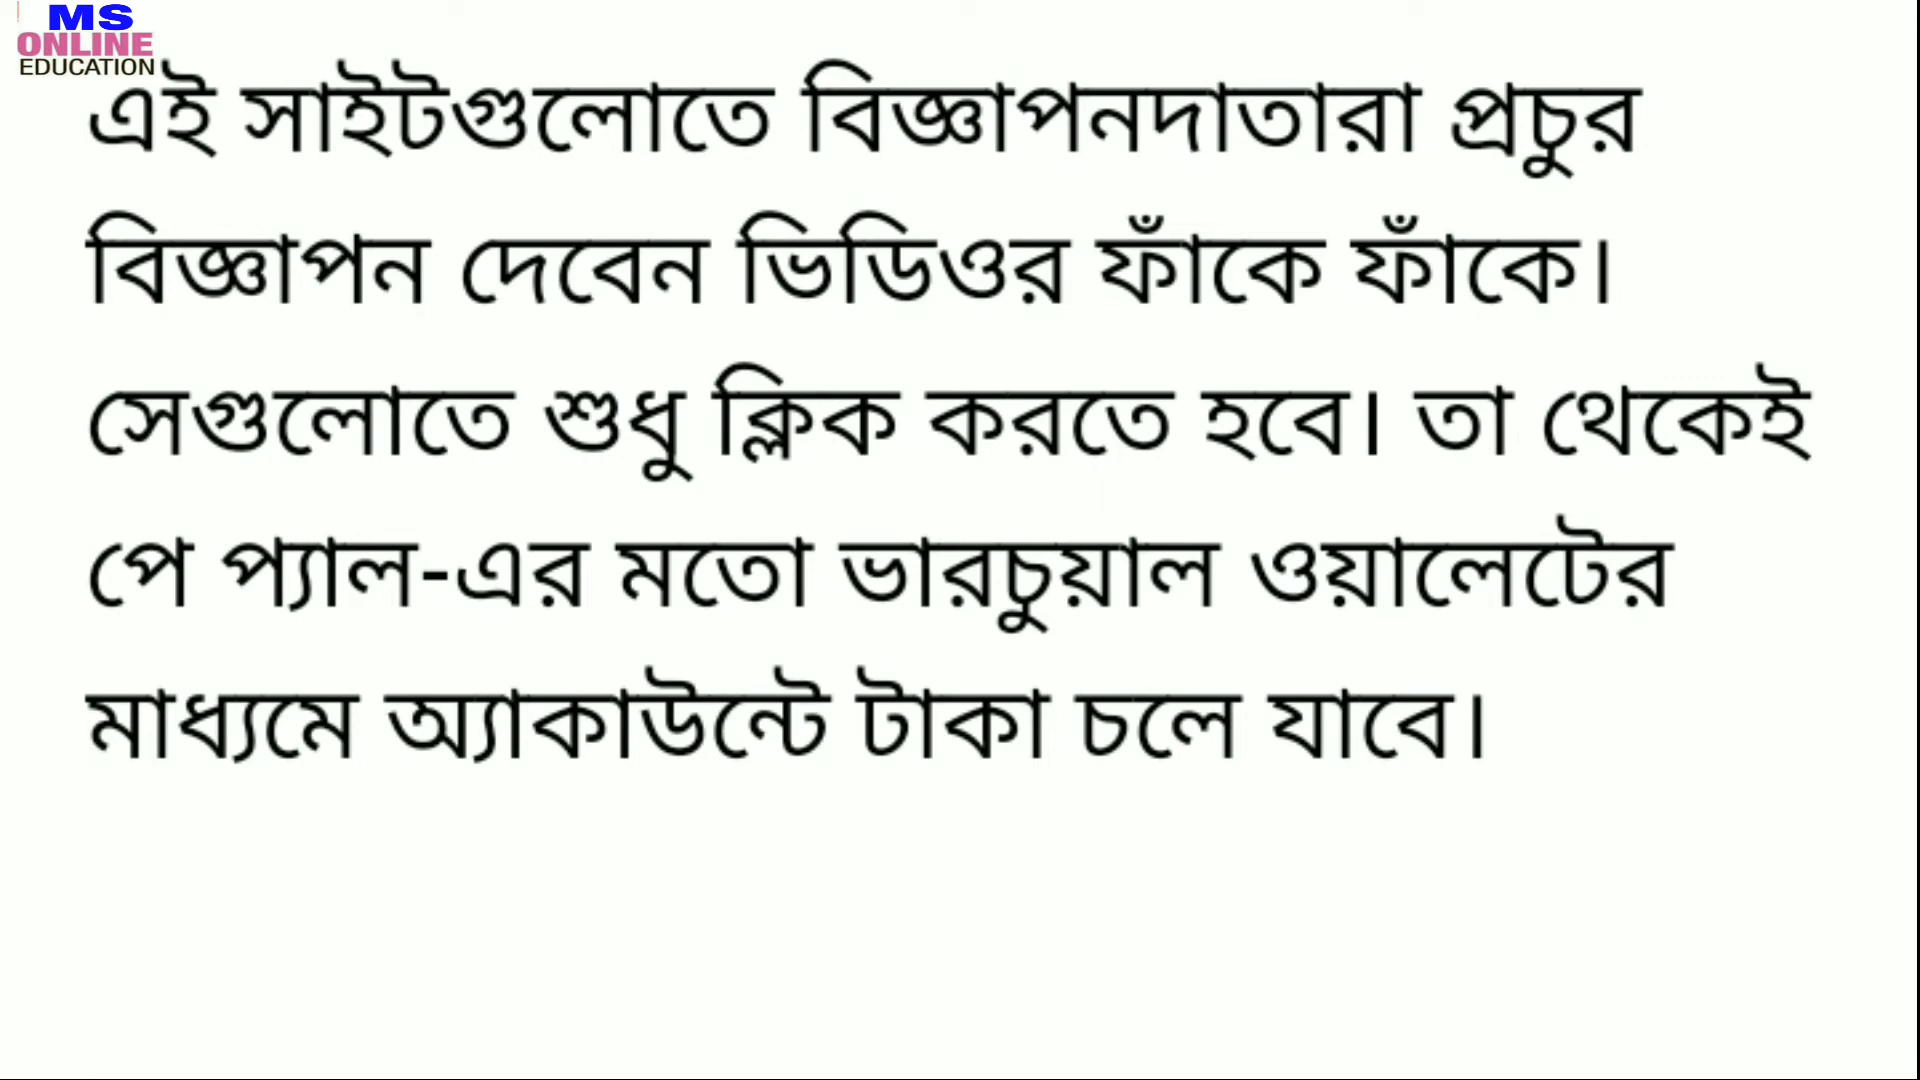 MS
ONLINE
EDUCATION
এই সাইটগুলোতে বিজ্ঞাপনদাতারা প্রচুর
বিজ্ঞাপন দেবেন ভিডিওর ফাঁকে ফাঁকে।
সেগুলোতে শুধু ক্লিক করতে হবে। তা থেকেই
পে প্যাল-এর মতো ভারচুয়াল ওয়ালেটের
মাধ্যমে অ্যাকাউন্টে টাকা চলে যাবে।